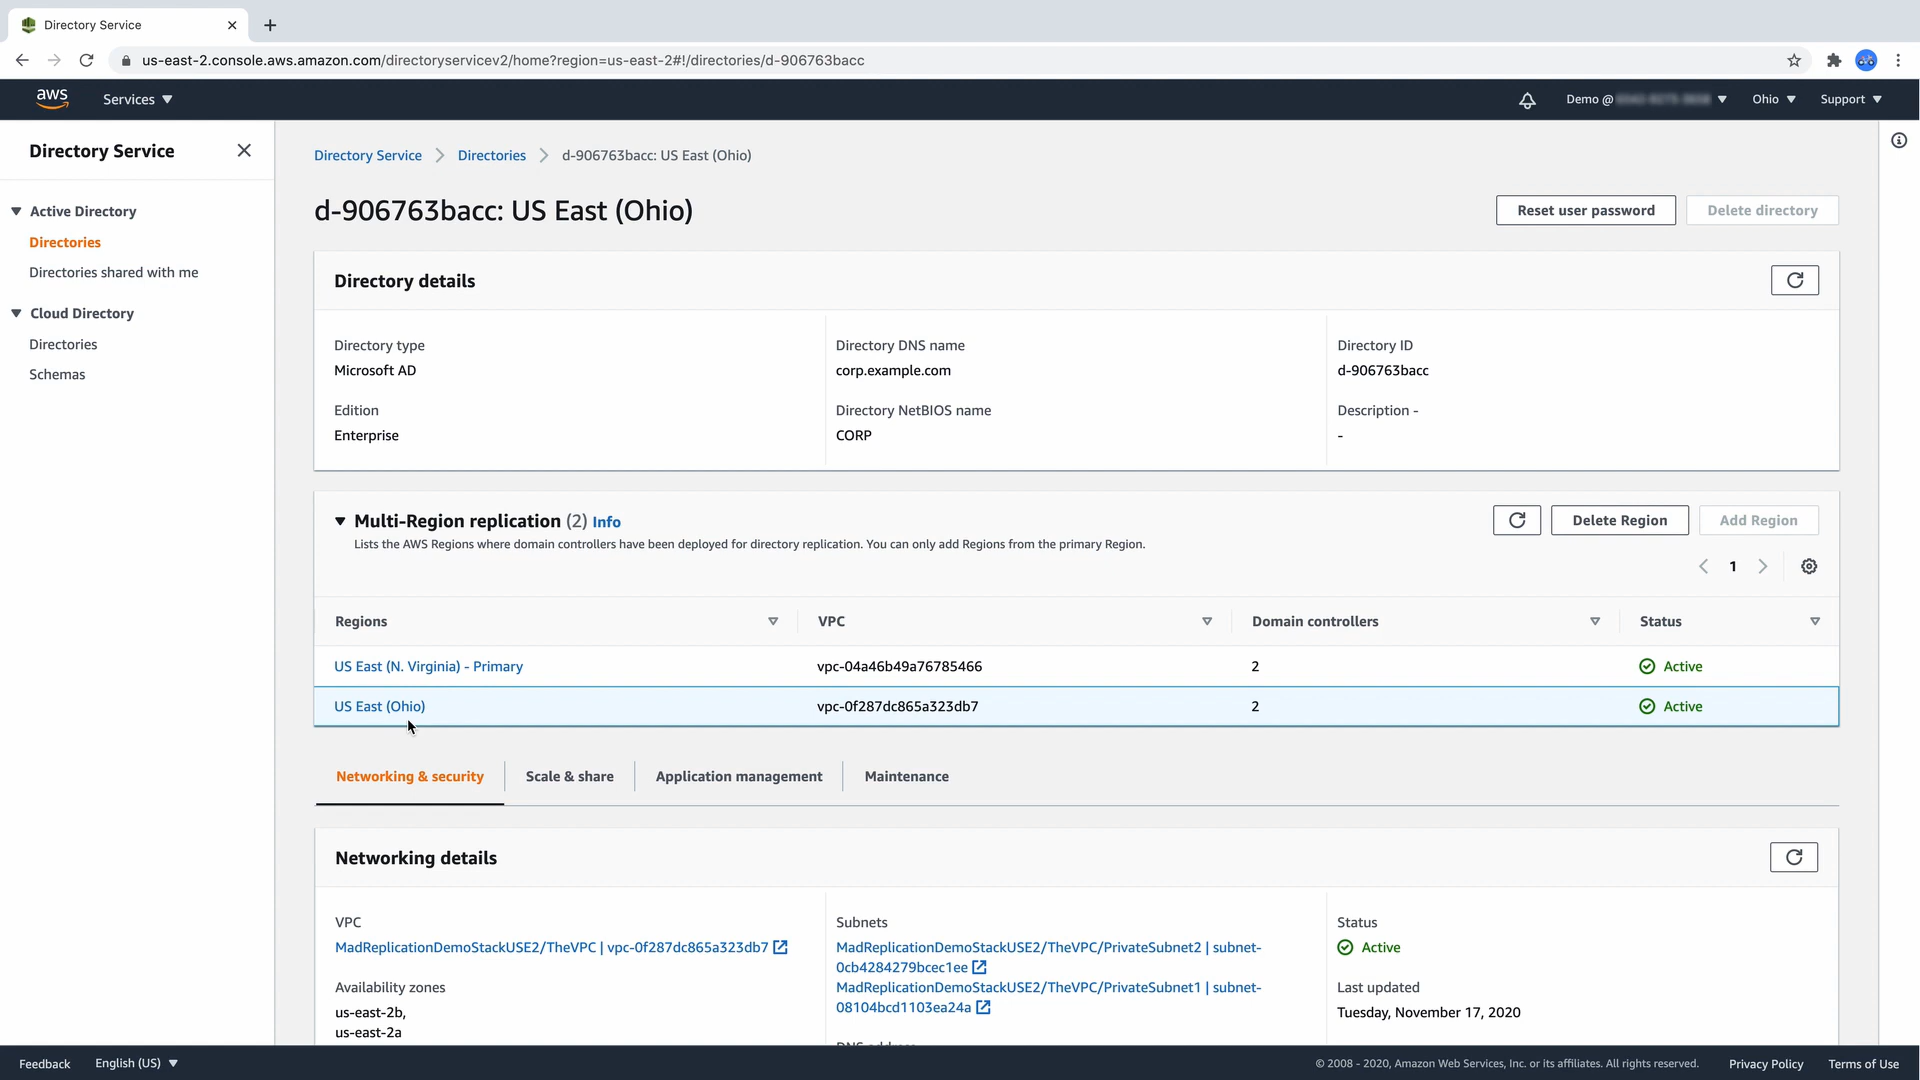 Directory Service
us-east-2.console.aws.amazon.com/directoryservicev2/home?region=us-east-2#!/directories/d-906763bacc
aws
Services
Demo @
Ohio
Support
Directory Service
Active Directory
Directories
Directories shared with me
Cloud Directory
Directories
Schemas
Directory Service > Directories > d-906763bacc: US East (Ohio)
d-906763bacc: US East (Ohio)
Reset user password
Delete directory
Directory details
Directory type
Microsoft AD
Edition
Enterprise
Directory DNS name
corp.example.com
Directory NetBIOS name
CORP
Directory ID
d-906763bacc
Description -
-
Multi-Region replication (2) Info
Lists the AWS Regions where domain controllers have been deployed for directory replication. You can only add Regions from the primary Region.
Delete Region
Add Region
1
Regions VPC Domain controllers Status
US East (N. Virginia) - Primary vpc-04a46b49a76785466 2 Active
US East (Ohio) vpc-0f287dc865a323db7 2 Active
Networking & security
Scale & share
Application management
Maintenance
Networking details
VPC
MadReplicationDemoStackUSE2/TheVPC | vpc-0f287dc865a323db7
Availability zones
us-east-2b,
us-east-2a
Subnets
MadReplicationDemoStackUSE2/TheVPC/PrivateSubnet2 | subnet-
0cb4284279bcec1ee
MadReplicationDemoStackUSE2/TheVPC/PrivateSubnet1 | subnet-
08104bcd1103ea24a
Status
Active
Last updated
Tuesday, November 17, 2020
Feedback
English (US)
© 2008 - 2020, Amazon Web Services, Inc. or its affiliates. All rights reserved.
Privacy Policy
Terms of Use